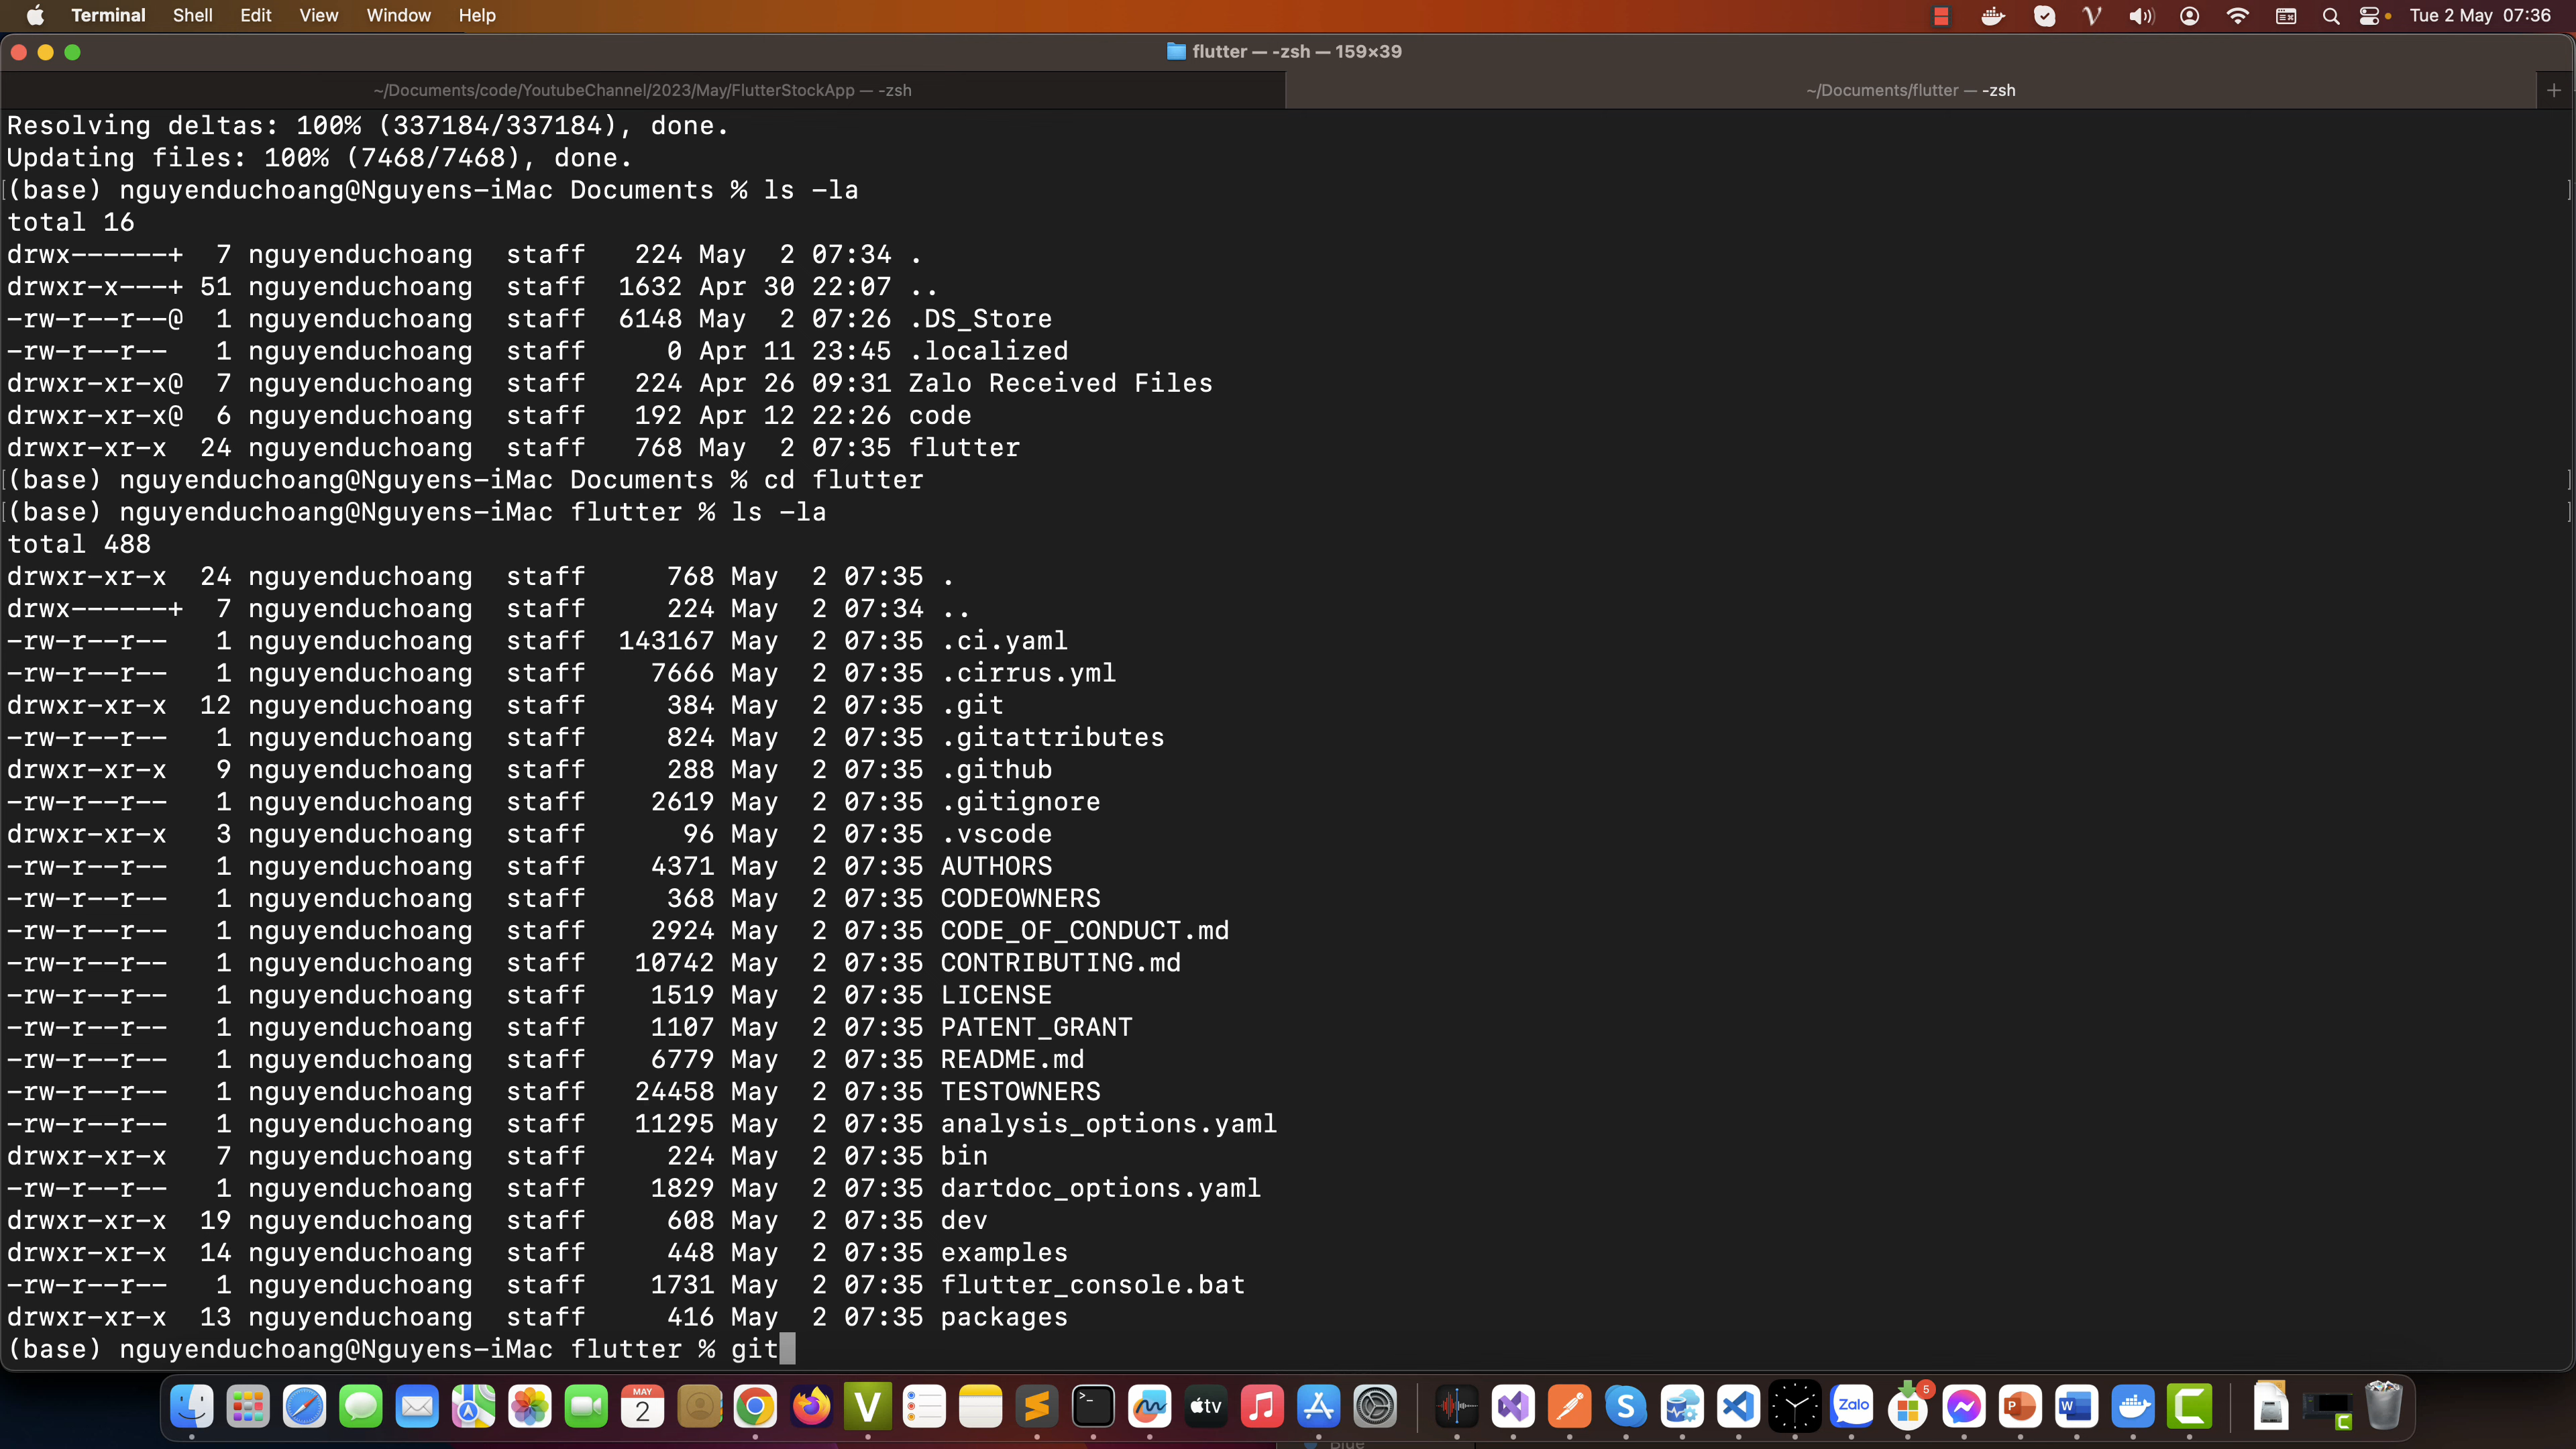 Terminal Shell Edit View Window Help Tue 2 May 07:36
flutter — -zsh — 159×39
~/Documents/code/YoutubeChannel/2023/May/FlutterStockApp — -zsh ~/Documents/flutter — -zsh
Resolving deltas: 100% (337184/337184), done.
Updating files: 100% (7468/7468), done.
(base) nguyenduchoang@Nguyens-iMac Documents % ls -la
total 16
drwx------+ 7 nguyenduchoang staff 224 May 2 07:34 .
drwxr-x---+ 51 nguyenduchoang staff 1632 Apr 30 22:07 ..
-rw-r--r--@ 1 nguyenduchoang staff 6148 May 2 07:26 .DS_Store
-rw-r--r-- 1 nguyenduchoang staff 0 Apr 11 23:45 .localized
drwxr-xr-x@ 7 nguyenduchoang staff 224 Apr 26 09:31 Zalo Received Files
drwxr-xr-x@ 6 nguyenduchoang staff 192 Apr 12 22:26 code
drwxr-xr-x 24 nguyenduchoang staff 768 May 2 07:35 flutter
(base) nguyenduchoang@Nguyens-iMac Documents % cd flutter
(base) nguyenduchoang@Nguyens-iMac flutter % ls -la
total 488
drwxr-xr-x 24 nguyenduchoang staff 768 May 2 07:35 .
drwx------+ 7 nguyenduchoang staff 224 May 2 07:34 ..
-rw-r--r-- 1 nguyenduchoang staff 143167 May 2 07:35 .ci.yaml
-rw-r--r-- 1 nguyenduchoang staff 7666 May 2 07:35 .cirrus.yml
drwxr-xr-x 12 nguyenduchoang staff 384 May 2 07:35 .git
-rw-r--r-- 1 nguyenduchoang staff 824 May 2 07:35 .gitattributes
drwxr-xr-x 9 nguyenduchoang staff 288 May 2 07:35 .github
-rw-r--r-- 1 nguyenduchoang staff 2619 May 2 07:35 .gitignore
drwxr-xr-x 3 nguyenduchoang staff 96 May 2 07:35 .vscode
-rw-r--r-- 1 nguyenduchoang staff 4371 May 2 07:35 AUTHORS
-rw-r--r-- 1 nguyenduchoang staff 368 May 2 07:35 CODEOWNERS
-rw-r--r-- 1 nguyenduchoang staff 2924 May 2 07:35 CODE_OF_CONDUCT.md
-rw-r--r-- 1 nguyenduchoang staff 10742 May 2 07:35 CONTRIBUTING.md
-rw-r--r-- 1 nguyenduchoang staff 1519 May 2 07:35 LICENSE
-rw-r--r-- 1 nguyenduchoang staff 1107 May 2 07:35 PATENT_GRANT
-rw-r--r-- 1 nguyenduchoang staff 6779 May 2 07:35 README.md
-rw-r--r-- 1 nguyenduchoang staff 24458 May 2 07:35 TESTOWNERS
-rw-r--r-- 1 nguyenduchoang staff 11295 May 2 07:35 analysis_options.yaml
drwxr-xr-x 7 nguyenduchoang staff 224 May 2 07:35 bin
-rw-r--r-- 1 nguyenduchoang staff 1829 May 2 07:35 dartdoc_options.yaml
drwxr-xr-x 19 nguyenduchoang staff 608 May 2 07:35 dev
drwxr-xr-x 14 nguyenduchoang staff 448 May 2 07:35 examples
-rw-r--r-- 1 nguyenduchoang staff 1731 May 2 07:35 flutter_console.bat
drwxr-xr-x 13 nguyenduchoang staff 416 May 2 07:35 packages
(base) nguyenduchoang@Nguyens-iMac flutter % git
MAY 2 V tv S Zalo 5 P W C